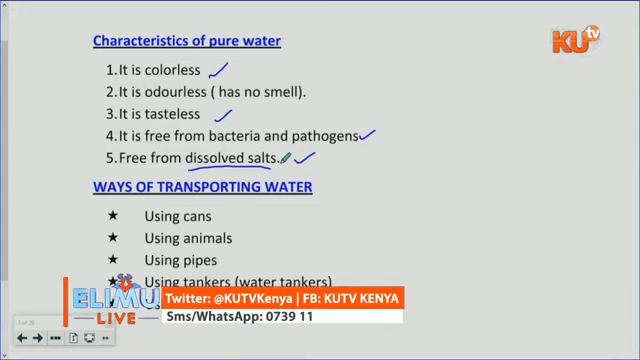 KU tv
Characteristics of pure water
1. It is colorless
2. It is odourless ( has no smell).
3. It is tasteless
4. It is free from bacteria and pathogens
5. Free from dissolved salts.
WAYS OF TRANSPORTING WATER
★ Using cans
★ Using animals
★ Using pipes
★ Using tankers (water tankers)
ELIMU
LIVE
Twitter: @KUTVKenya | FB: KUTV KENYA
Sms/WhatsApp: 0739 11